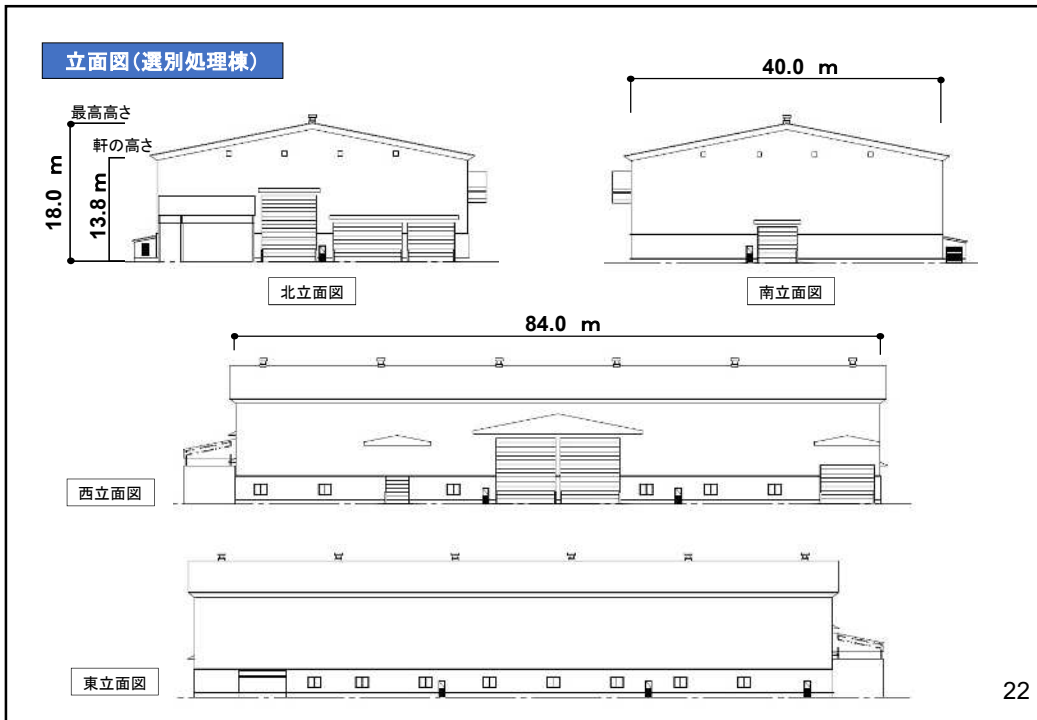 立面図(選別処理棟)
最高高さ
軒の高さ
18.0 m
13.8 m
北立面図
40.0 m
南立面図
84.0 m
西立面図
東立面図
22